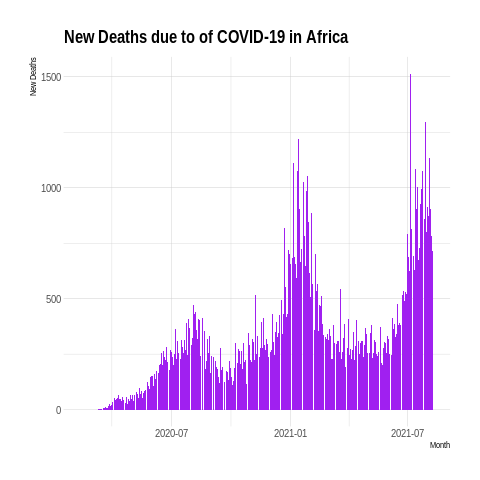 New Deaths due to of COVID-19 in Africa
New Deaths
1500
1000
500
0
2020-07
2021-01
2021-07
Month